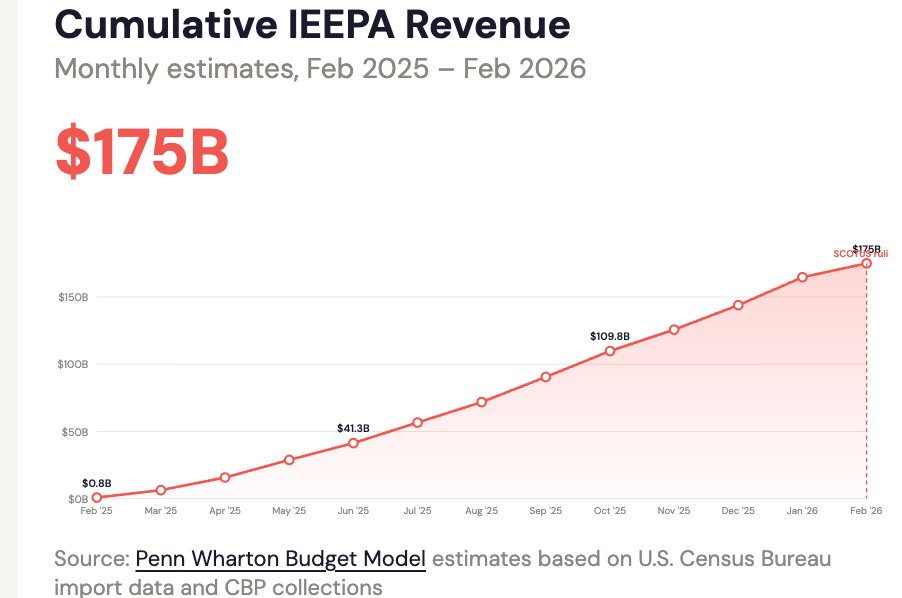 Cumulative IEEPA Revenue
Monthly estimates, Feb 2025 – Feb 2026
$175B
$175B
SCOTUS ruli
$150B
$109.8B
$100B
$50B
$41.3B
$0.8B
$0B
Feb '25 Mar '25 Apr '25 May '25 Jun '25 Jul '25 Aug '25 Sep '25 Oct '25 Nov '25 Dec '25 Jan '26 Feb '26
Source: Penn Wharton Budget Model estimates based on U.S. Census Bureau
import data and CBP collections